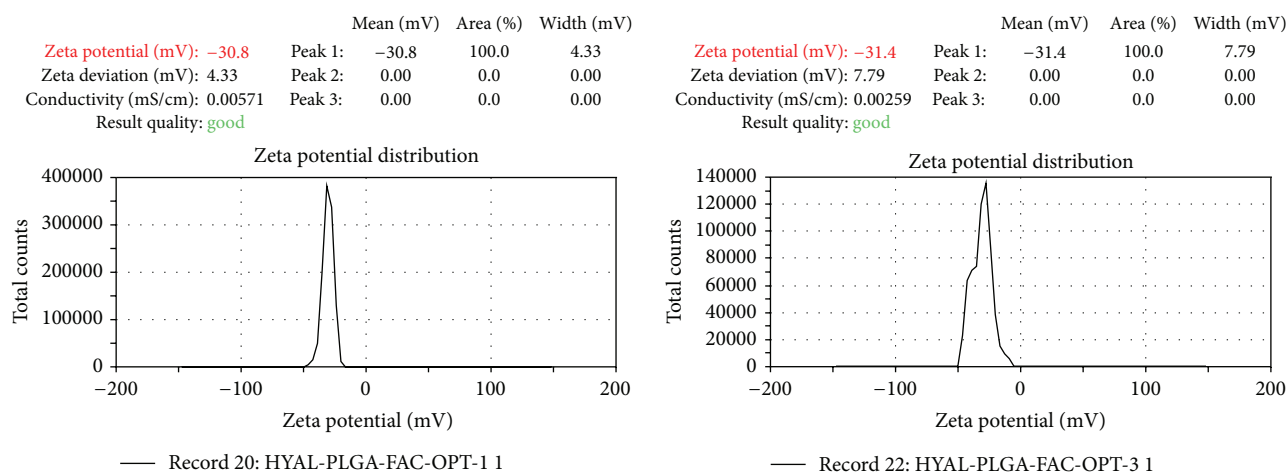 Mean (mV) Area (%) Width (mV)
Zeta potential (mV): −30.8 Peak 1: −30.8 100.0 4.33
Zeta deviation (mV): 4.33 Peak 2: 0.00 0.0 0.00
Conductivity (mS/cm): 0.00571 Peak 3: 0.00 0.0 0.00
Result quality: good
Zeta potential distribution
400000
300000
200000
100000
0
Total counts
−200 −100 0 100 200
Zeta potential (mV)
Record 20: HYAL-PLGA-FAC-OPT-1 1
Mean (mV) Area (%) Width (mV)
Zeta potential (mV): −31.4 Peak 1: −31.4 100.0 7.79
Zeta deviation (mV): 7.79 Peak 2: 0.00 0.0 0.00
Conductivity (mS/cm): 0.00259 Peak 3: 0.00 0.0 0.00
Result quality: good
Zeta potential distribution
140000
120000
100000
80000
60000
40000
20000
0
Total counts
−200 −100 0 100 200
Zeta potential (mV)
Record 22: HYAL-PLGA-FAC-OPT-3 1